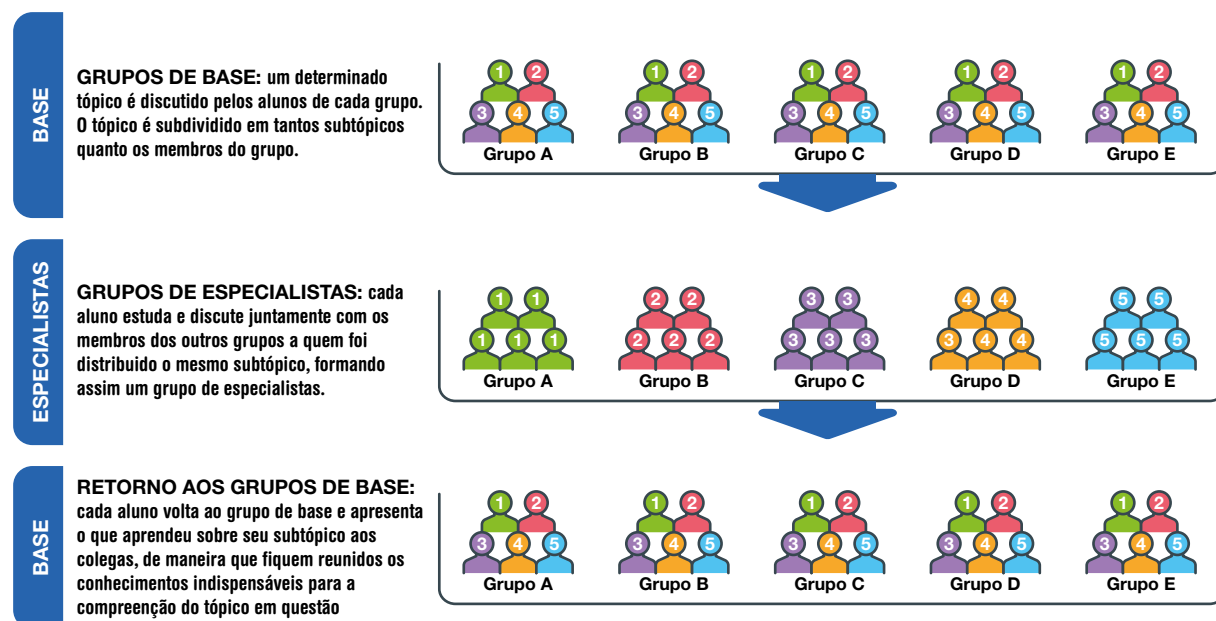 BASE
GRUPOS DE BASE: um determinado
tópico é discutido pelos alunos de cada grupo.
O tópico é subdividido em tantos subtópicos
quanto os membros do grupo.
1 2 1 2 1 2 1 2 1 2
3 4 5 3 4 5 3 4 5 3 4 5 3 4 5
Grupo A Grupo B Grupo C Grupo D Grupo E
ESPECIALISTAS
GRUPOS DE ESPECIALISTAS: cada
aluno estuda e discute juntamente com os
membros dos outros grupos a quem foi
distribuido o mesmo subtópico, formando
assim um grupo de especialistas.
1 1 2 2 3 3 4 4 5 5
1 1 1 2 2 2 3 3 3 3 4 4 5 5 5
Grupo A Grupo B Grupo C Grupo D Grupo E
BASE
RETORNO AOS GRUPOS DE BASE:
cada aluno volta ao grupo de base e apresenta
o que aprendeu sobre seu subtópico aos
colegas, de maneira que fiquem reunidos os
conhecimentos indispensáveis para a
compreenção do tópico em questão
1 2 1 2 1 2 1 2 1 2
3 4 5 3 4 5 3 4 5 3 4 5 3 4 5
Grupo A Grupo B Grupo C Grupo D Grupo E